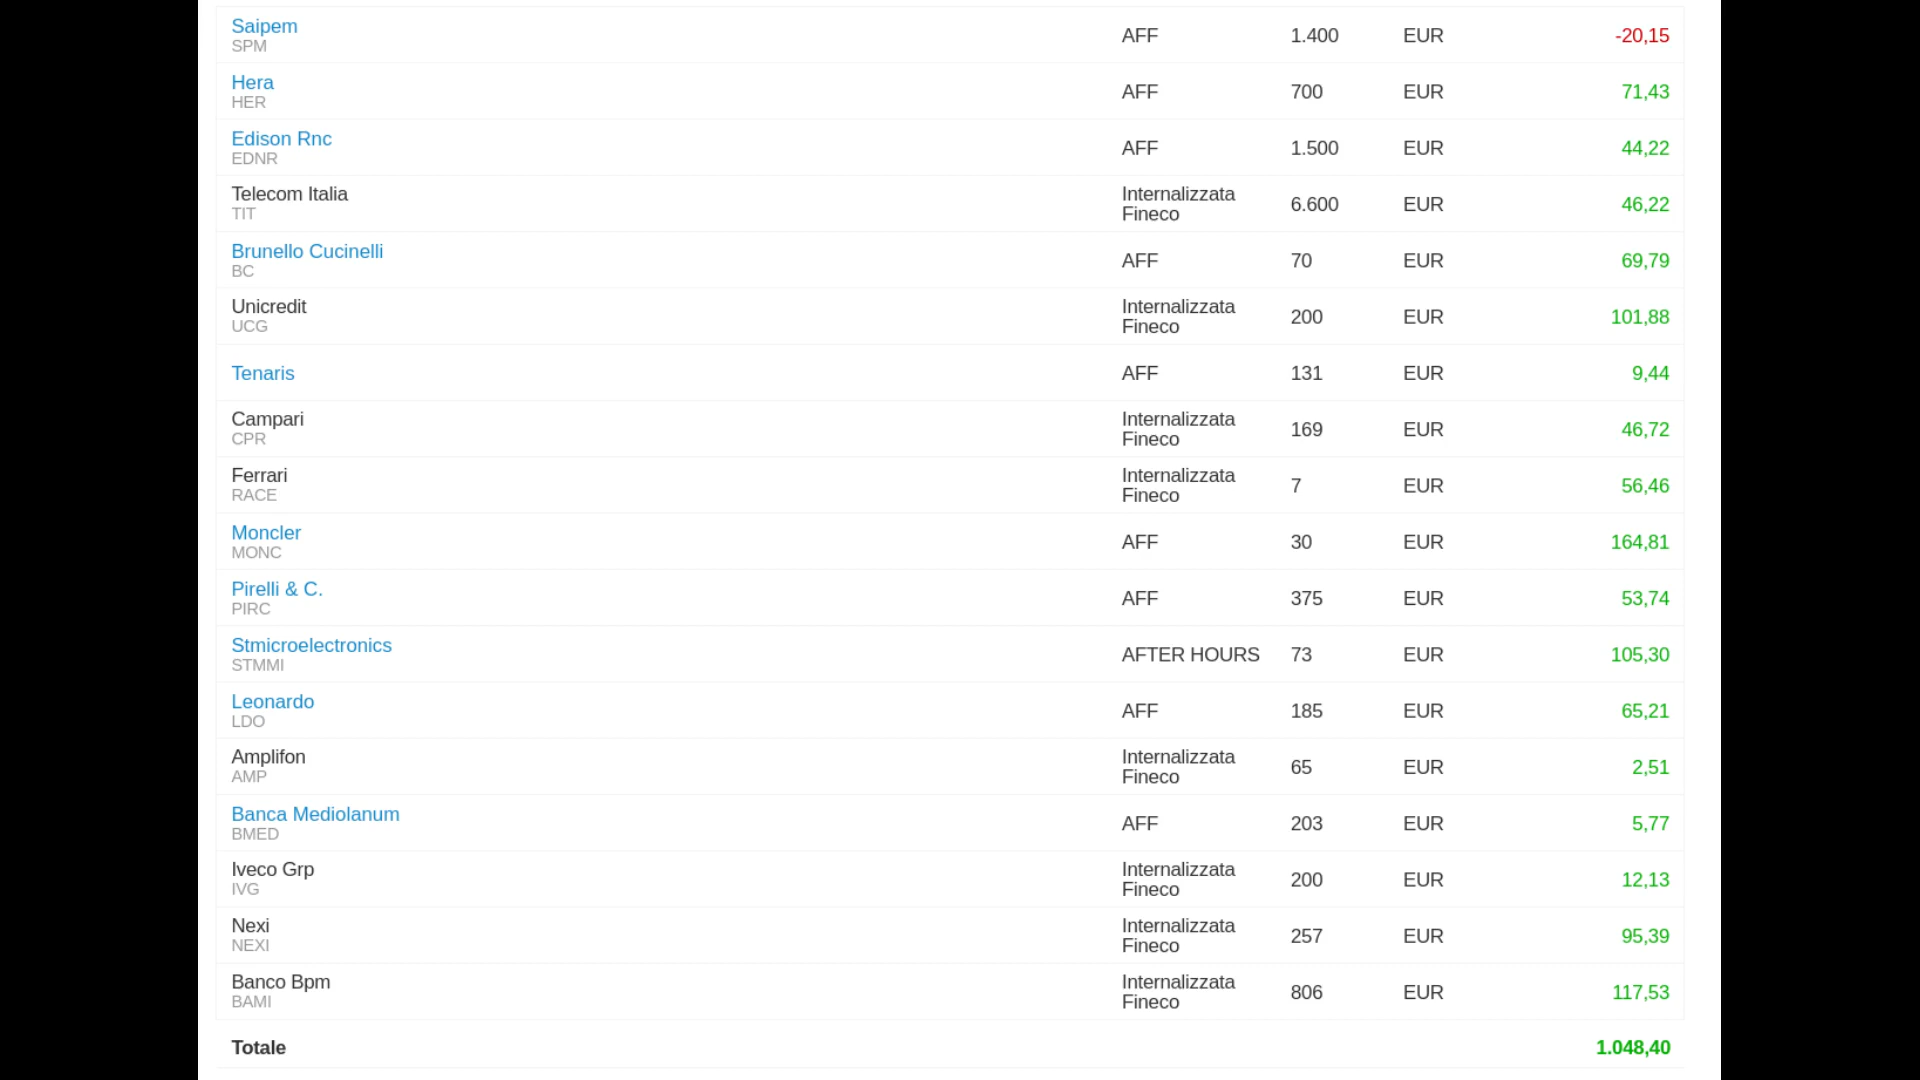 Saipem
SPM
AFF 1.400 EUR -20,15
Hera
HER
AFF 700 EUR 71,43
Edison Rnc
EDNR
AFF 1.500 EUR 44,22
Telecom Italia
TIT
Internalizzata
Fineco
6.600 EUR 46,22
Brunello Cucinelli
BC
AFF 70 EUR 69,79
Unicredit
UCG
Internalizzata
Fineco
200 EUR 101,88
Tenaris AFF 131 EUR 9,44
Campari
CPR
Internalizzata
Fineco
169 EUR 46,72
Ferrari
RACE
Internalizzata
Fineco
7 EUR 56,46
Moncler
MONC
AFF 30 EUR 164,81
Pirelli & C.
PIRC
AFF 375 EUR 53,74
Stmicroelectronics
STMMI
AFTER HOURS 73 EUR 105,30
Leonardo
LDO
AFF 185 EUR 65,21
Amplifon
AMP
Internalizzata
Fineco
65 EUR 2,51
Banca Mediolanum
BMED
AFF 203 EUR 5,77
Iveco Grp
IVG
Internalizzata
Fineco
200 EUR 12,13
Nexi
NEXI
Internalizzata
Fineco
257 EUR 95,39
Banco Bpm
BAMI
Internalizzata
Fineco
806 EUR 117,53
Totale 1.048,40